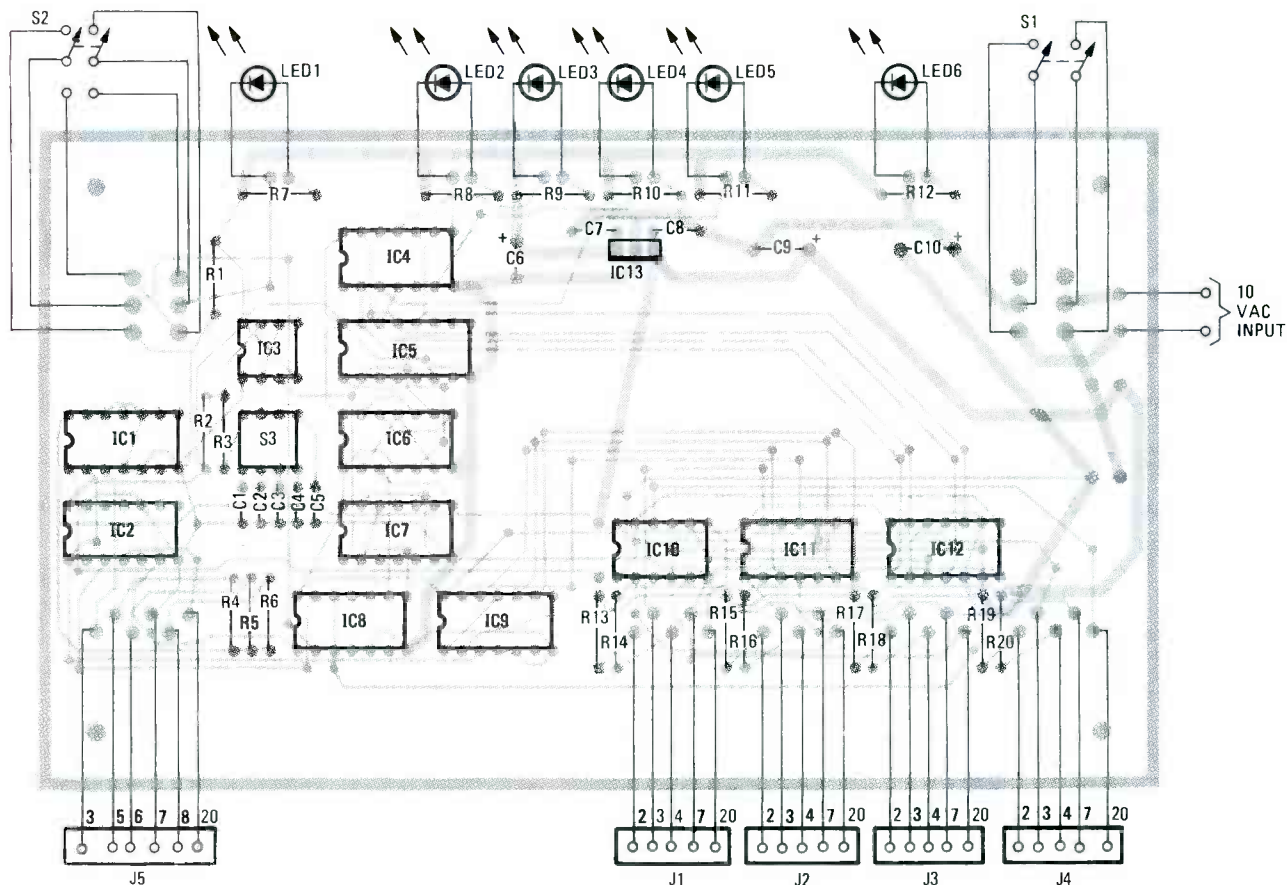 S2
S1
LED1
LED2
LED3
LED4
LED5
LED6
R7
R8
R9
R10
R11
R12
C7
C8
R1
IC4
+
C6
IC13
C9
+
C10
+
10
VAC
INPUT
IC3
IC5
R2
R3
IC1
S3
IC6
C1
C2
C3
C4
C5
IC2
IC7
IC10
IC11
IC12
R4
R5
R6
IC8
IC9
R13
R14
R15
R16
R17
R18
R19
R20
3 5 6 7 8 20
2 3 4 7 20
2 3 4 7 20
2 3 4 7 20
2 3 4 7 20
J5
J1
J2
J3
J4